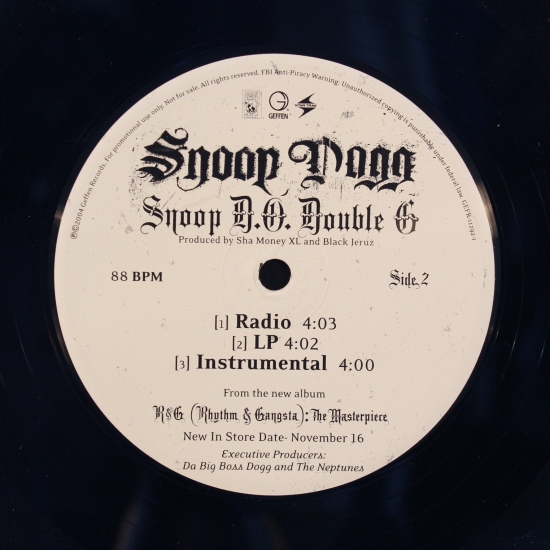 ℗©2004 Geffen Records. For promotional use only. Not for sale. All rights reserved. FBI Anti-Piracy Warning: Unauthorized copying is punishable under federal law GEFR-11292-1
GEFFEN
Snoop Dogg
Snoop D.O. Double G
Produced by Sha Money XL and Black Jeruz
88 BPM
Side 2
[1] Radio 4:03
[2] LP 4:02
[3] Instrumental 4:00
From the new album
R&G (Rhythm & Gangsta): The Masterpiece
New In Store Date- November 16
Executive Producers:
Da Big Boss Dogg and The Neptunes